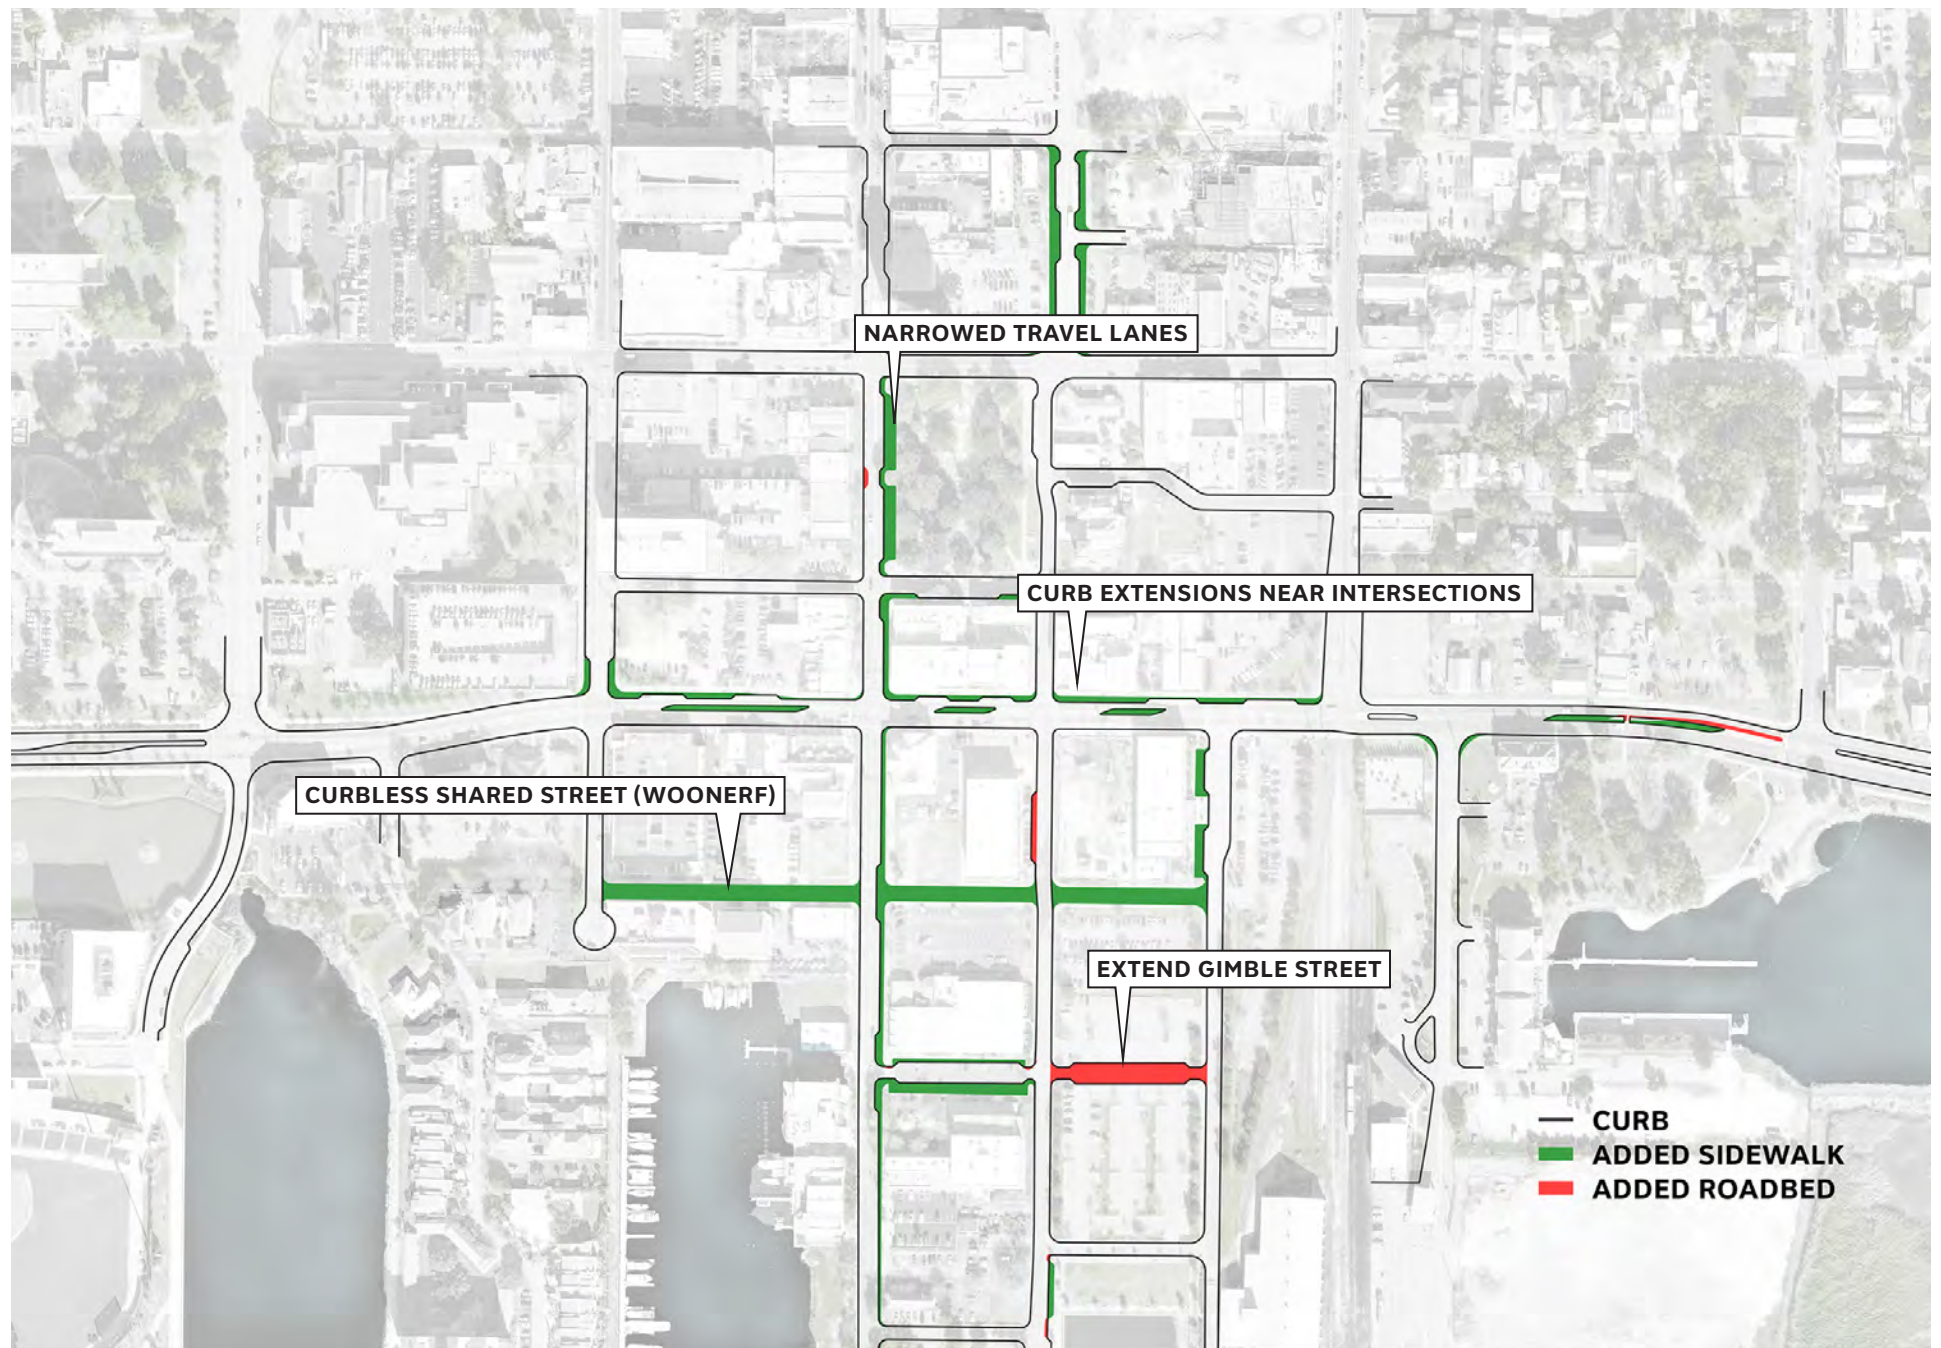 NARROWED TRAVEL LANES
CURB EXTENSIONS NEAR INTERSECTIONS
CURBLESS SHARED STREET (WOONERF)
EXTEND GIMBLE STREET
CURB
ADDED SIDEWALK
ADDED ROADBED